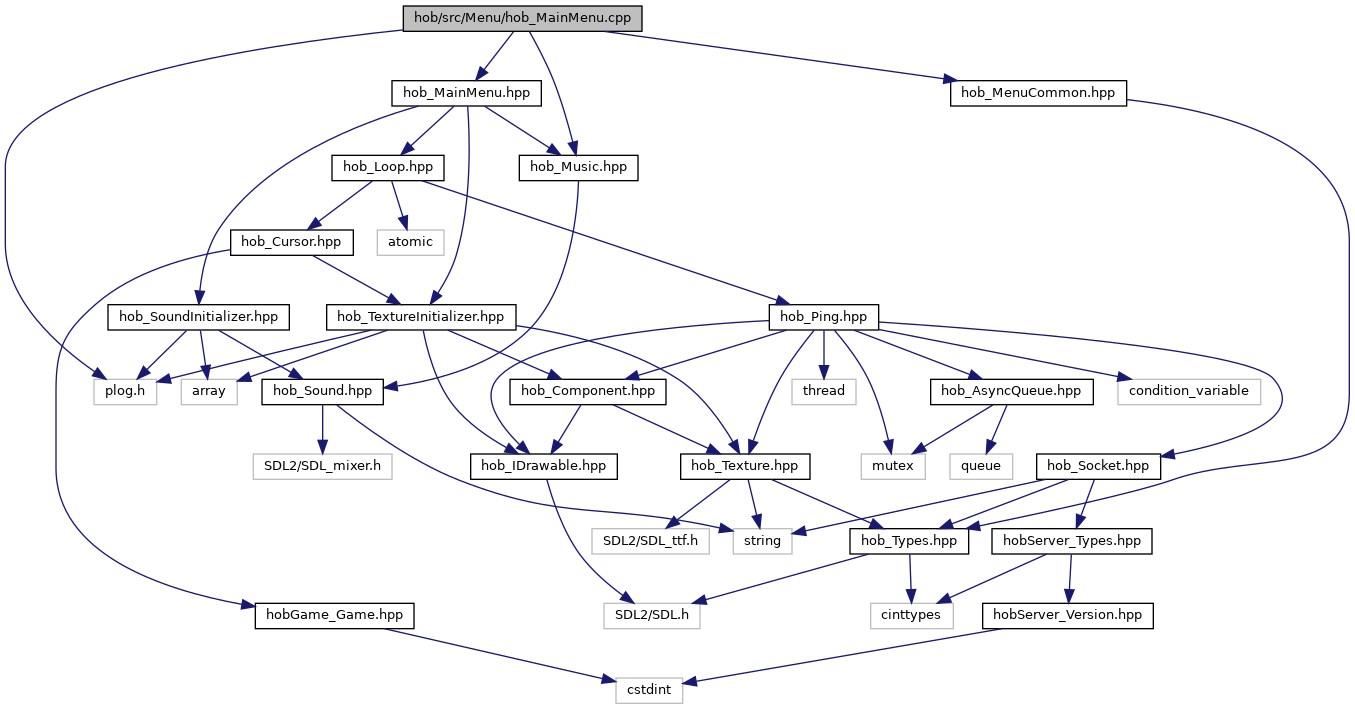 hob/src/Menu/hob_MainMenu.cpp
hob_MainMenu.hpp
hob_MenuCommon.hpp
hob_Loop.hpp
hob_Music.hpp
hob_Cursor.hpp
atomic
hob_SoundInitializer.hpp
hob_TextureInitializer.hpp
hob_Ping.hpp
plog.h
array
hob_Sound.hpp
hob_Component.hpp
thread
hob_AsyncQueue.hpp
condition_variable
SDL2/SDL_mixer.h
hob_IDrawable.hpp
hob_Texture.hpp
mutex
queue
hob_Socket.hpp
SDL2/SDL_ttf.h
string
hob_Types.hpp
hobServer_Types.hpp
hobGame_Game.hpp
SDL2/SDL.h
cinttypes
hobServer_Version.hpp
cstdint